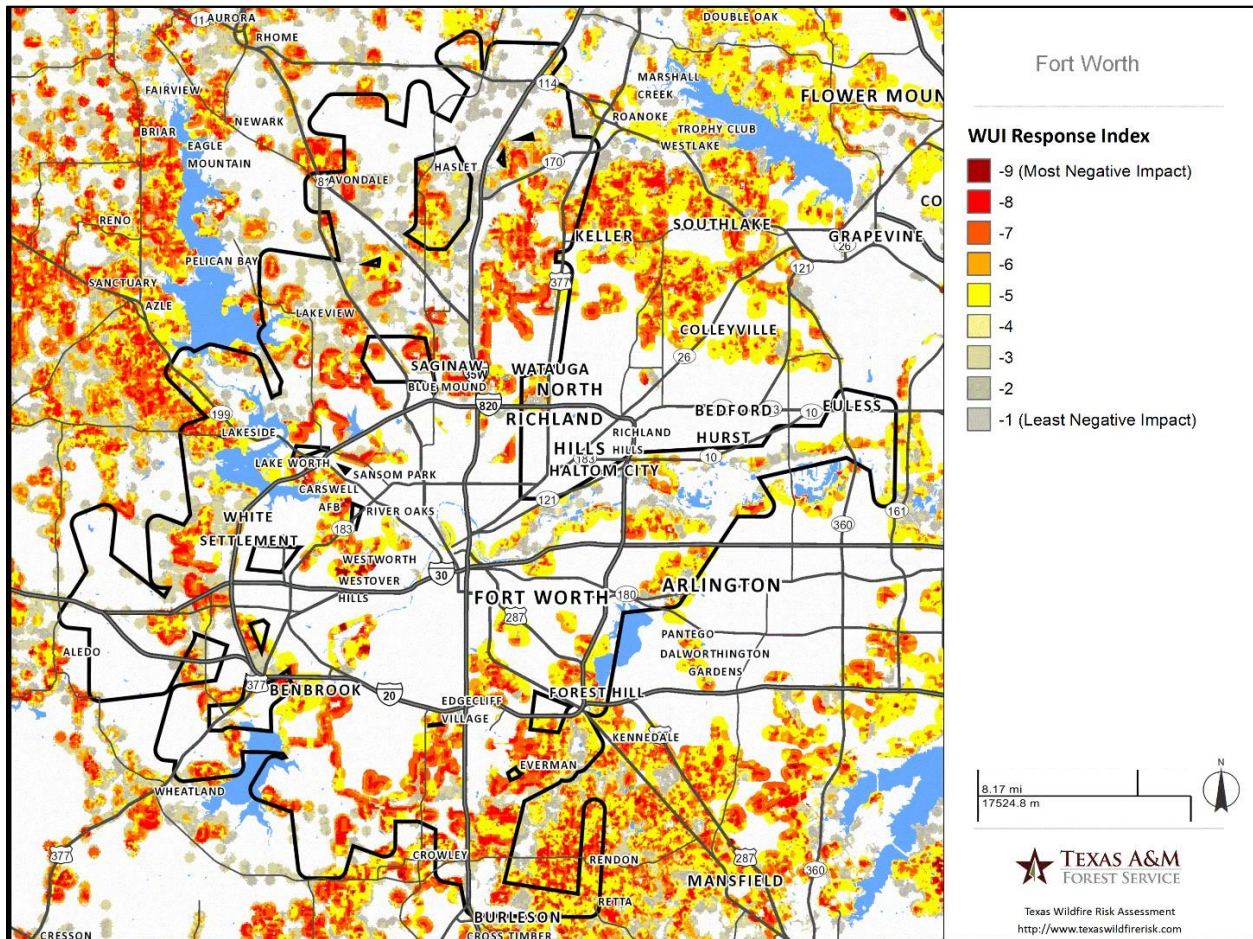 114
AURORA
RHOME
DOUBLE OAK
FAIRVIEW
MARSHALL
CREEK
114
FLOWER MOUN
BRIAR
NEWARK
ROANOKE
TROPHY CLUB
EAGLE
MOUNTAIN
WESTLAKE
HASLET
170
81
AVONDALE
RENO
SOUTHLAKE
CO
KELLER
GRAPEVINE
26
PELICAN BAY
121
SANCTUARY
377
AZLE
LAKEVIEW
COLLEYVILLE
26
SAGINAW
WATAUGA
35W
BLUE MOUND
NORTH
820
199
RICHLAND
BEDFORD
10
EULESS
LAKESIDE
RICHLAND
HILLS
HURST
HILLS
183
10
LAKE WORTH
SANSOM PARK
HALTOM CITY
CARSWELL
AFB
RIVER OAKS
121
161
WHITE
SETTLEMENT
183
360
WESTWORTH
30
WESTOVER
HILLS
FORT WORTH
180
ARLINGTON
287
PANTEGO
ALEDO
DALWORTHINGTON
GARDENS
377
BENBROOK
20
EDGECLIFF
VILLAGE
FOREST HILL
KENNEDALE
EVERMAN
WHEATLAND
377
CROWLEY
RENDON
287
360
MANSFIELD
RETTA
BURLESON
CRESSON
CROSS TIMBER
Fort Worth
WUI Response Index
-9 (Most Negative Impact)
-8
-7
-6
-5
-4
-3
-2
-1 (Least Negative Impact)
N
8.17 mi
17524.8 m
TEXAS A&M
FOREST SERVICE
Texas Wildfire Risk Assessment
http://www.texaswildfirerisk.com